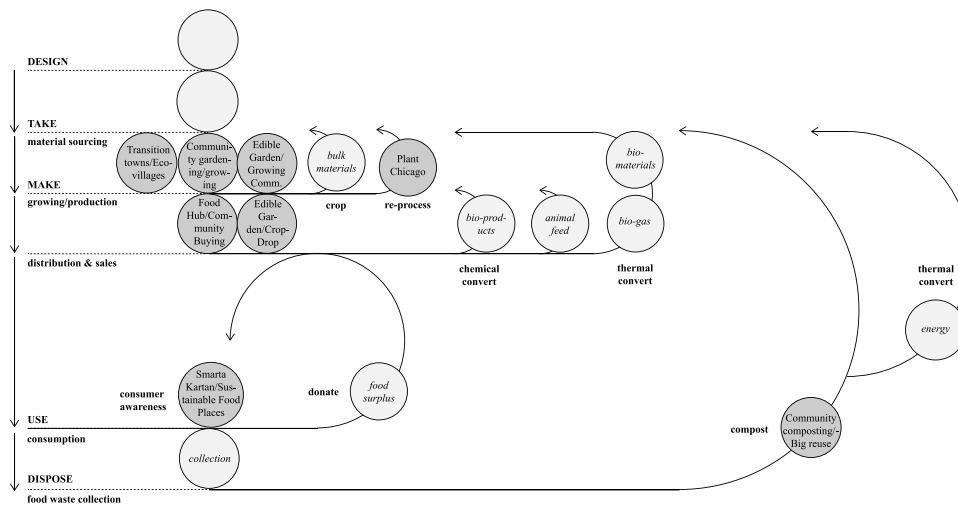 DESIGN
TAKE
material sourcing
Transition
towns/Eco-
villages
Communi-
ty garden-
ing/grow-
ing
Edible
Garden/
Growing
Comm.
bulk
materials
Plant
Chicago
bio-
materials
MAKE
growing/production
crop
re-process
Food
Hub/Com-
munity
Buying
Edible
Gar-
den/Crop-
Drop
bio-prod-
ucts
animal
feed
bio-gas
distribution & sales
chemical
convert
thermal
convert
thermal
convert
energy
consumer
awareness
Smarta
Kartan/Sus-
tainable Food
Places
donate
food
surplus
USE
consumption
compost
Community
composting/-
Big reuse
collection
DISPOSE
food waste collection